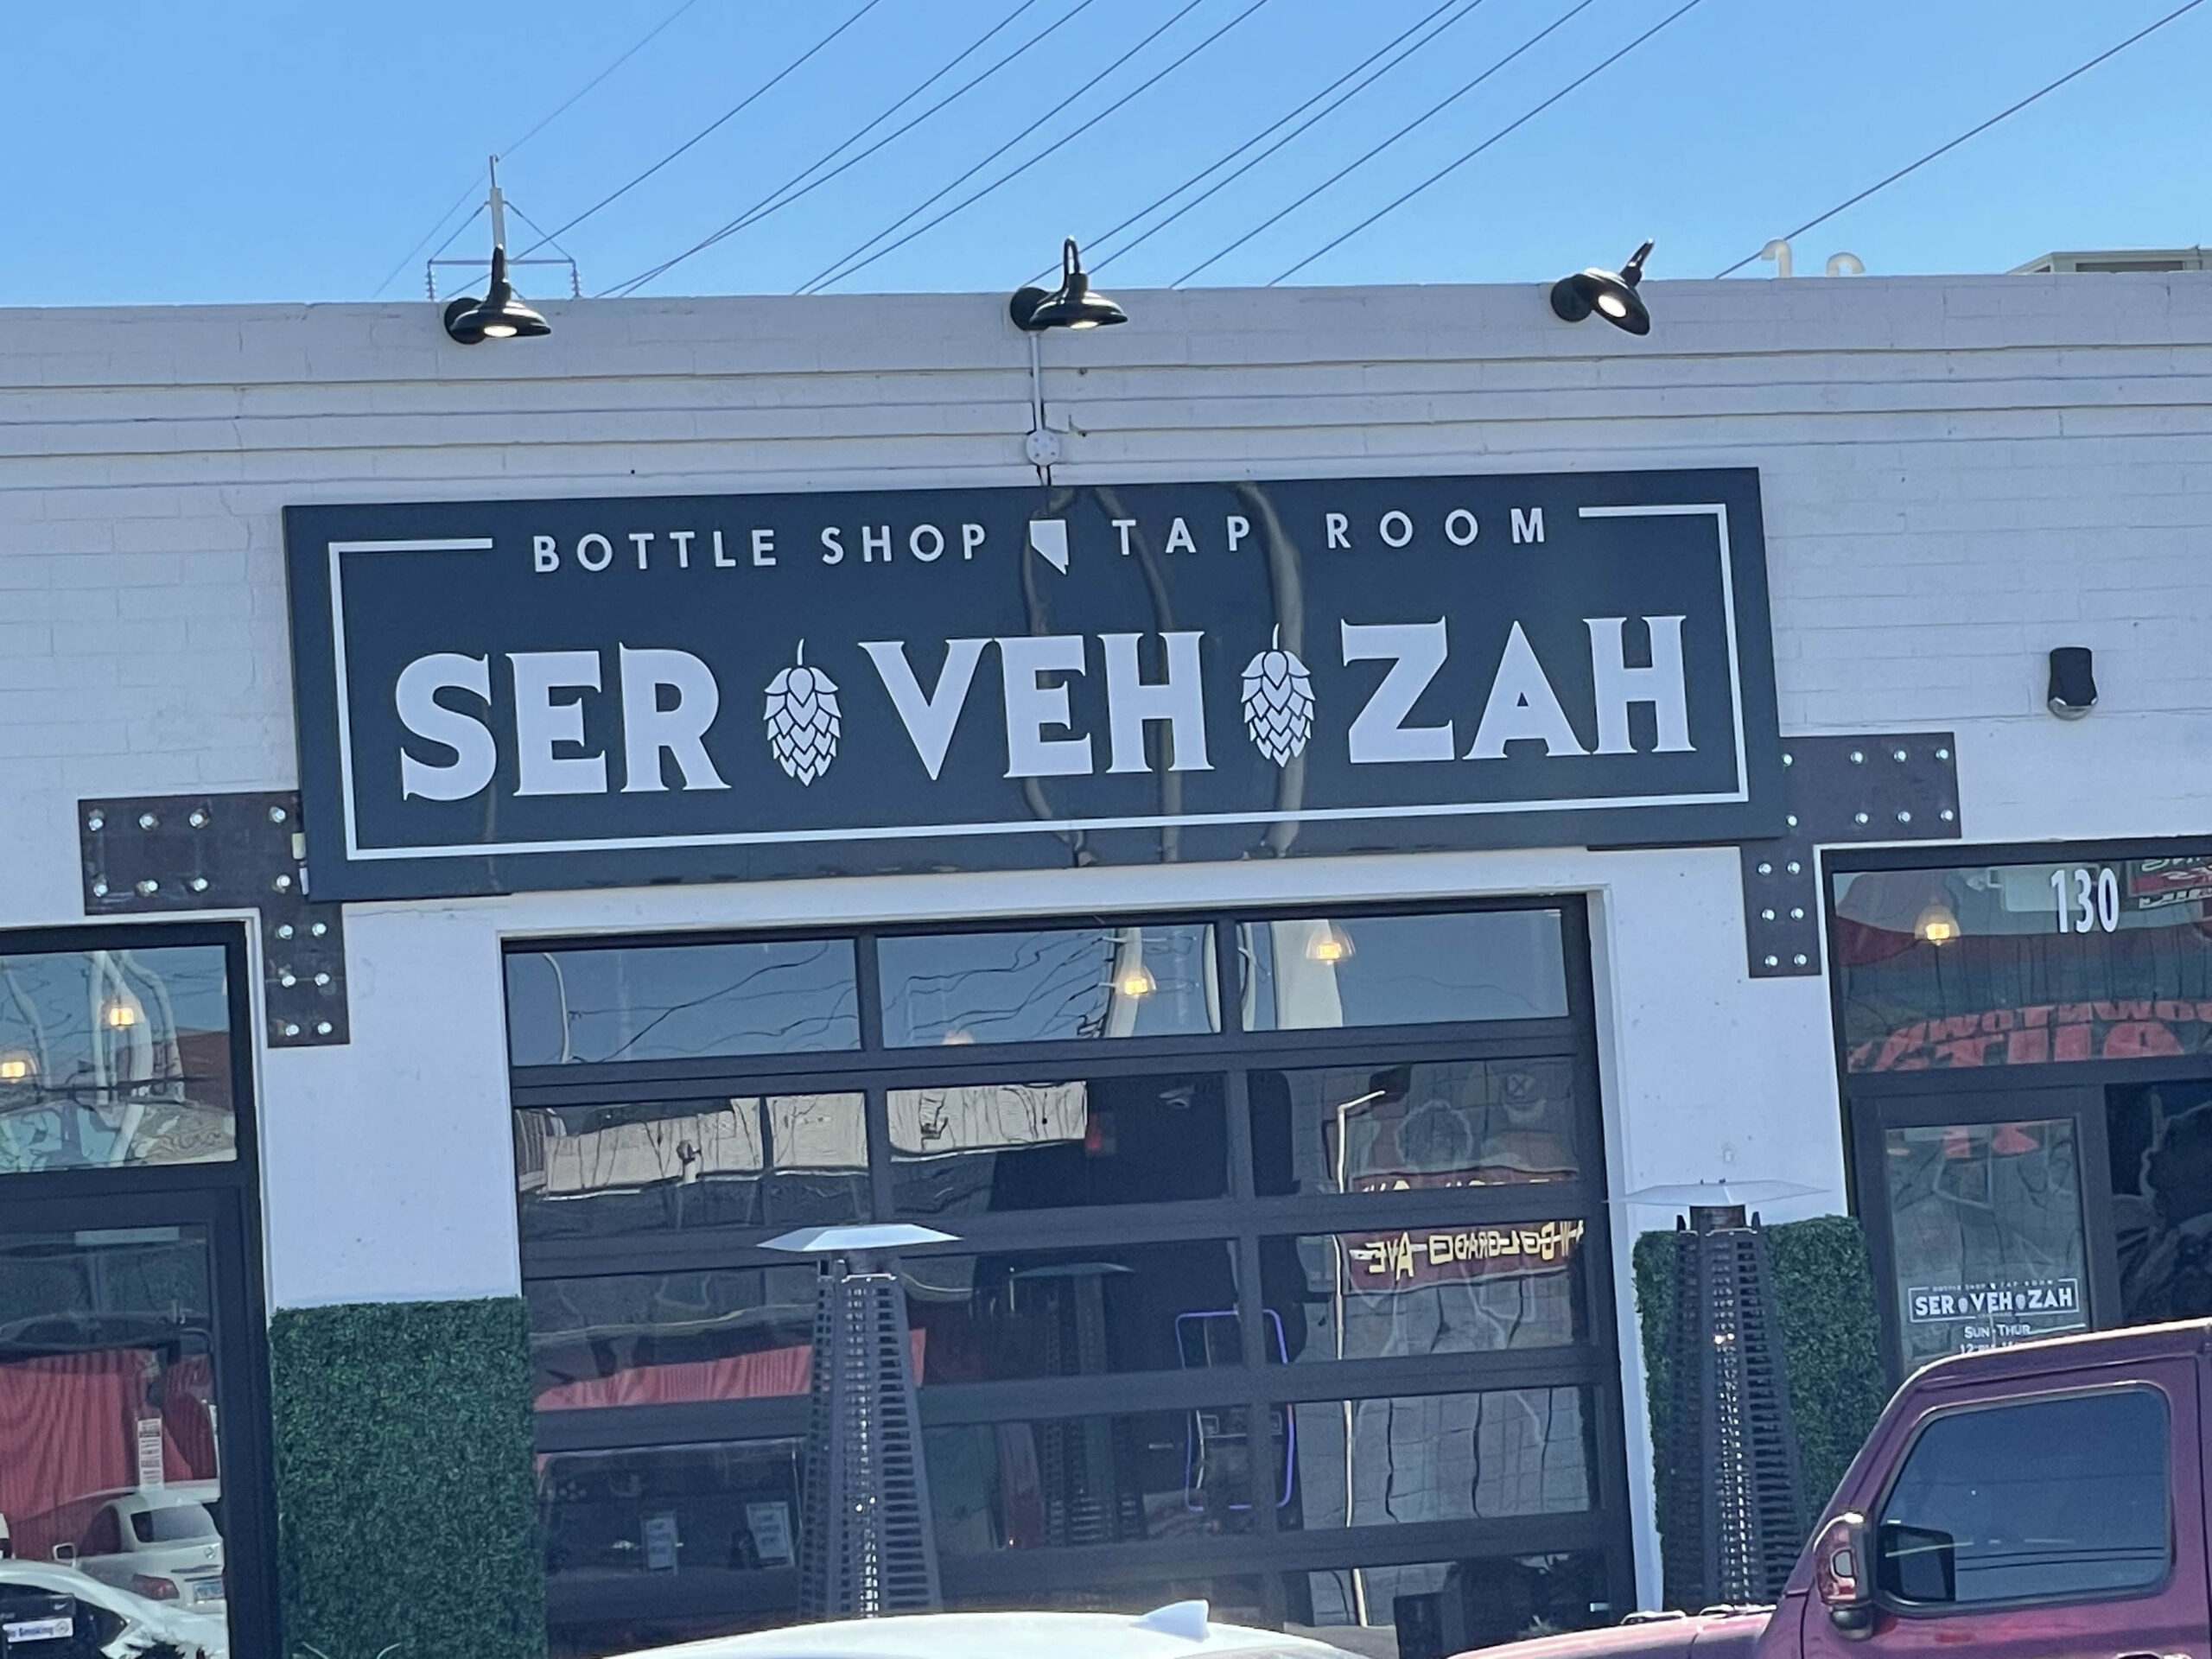 BOTTLE SHOP TAP ROOM
SER VEH ZAH
130
BOTTLE SHOP TAP ROOM
SER VEH ZAH
SUN-THUR